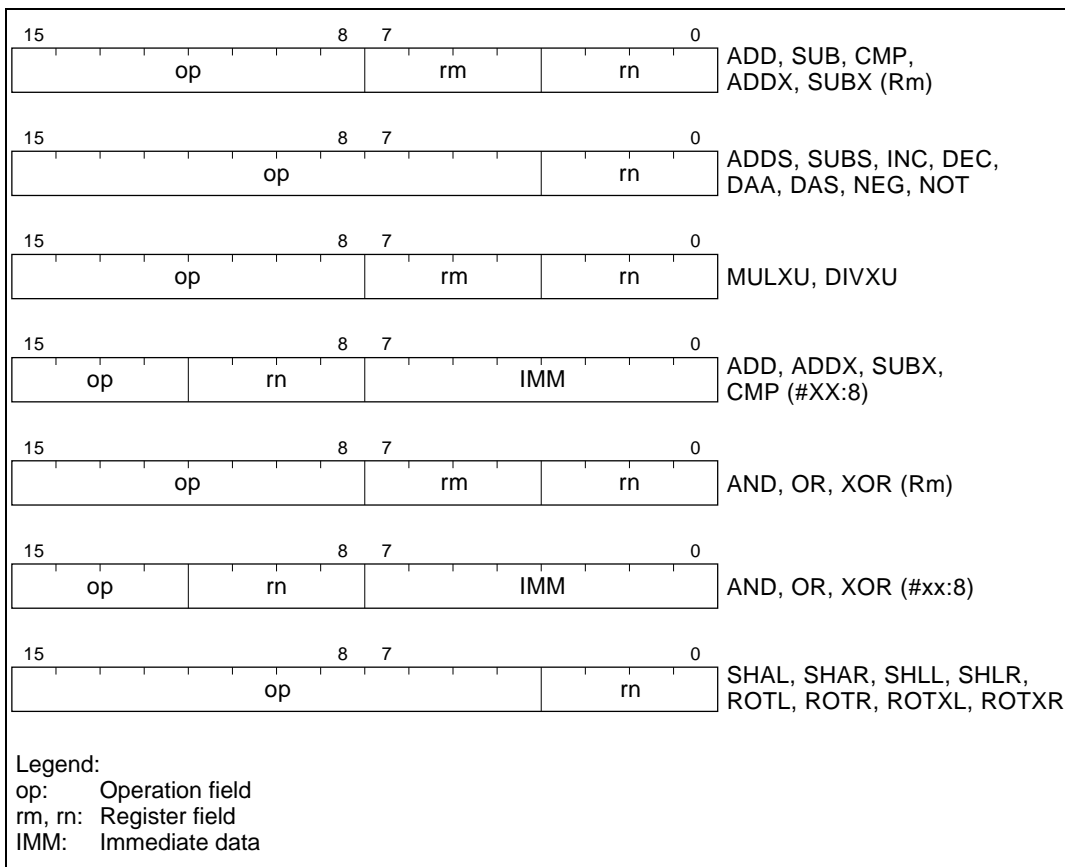 15 8 7 0
op rm rn
ADD, SUB, CMP,
ADDX, SUBX (Rm)
15 8 7 0
op rn
ADDS, SUBS, INC, DEC,
DAA, DAS, NEG, NOT
15 8 7 0
op rm rn
MULXU, DIVXU
15 8 7 0
op rn IMM
ADD, ADDX, SUBX,
CMP (#XX:8)
15 8 7 0
op rm rn
AND, OR, XOR (Rm)
15 8 7 0
op rn IMM
AND, OR, XOR (#xx:8)
15 8 7 0
op rn
SHAL, SHAR, SHLL, SHLR,
ROTL, ROTR, ROTXL, ROTXR
Legend:
op: Operation field
rm, rn: Register field
IMM: Immediate data